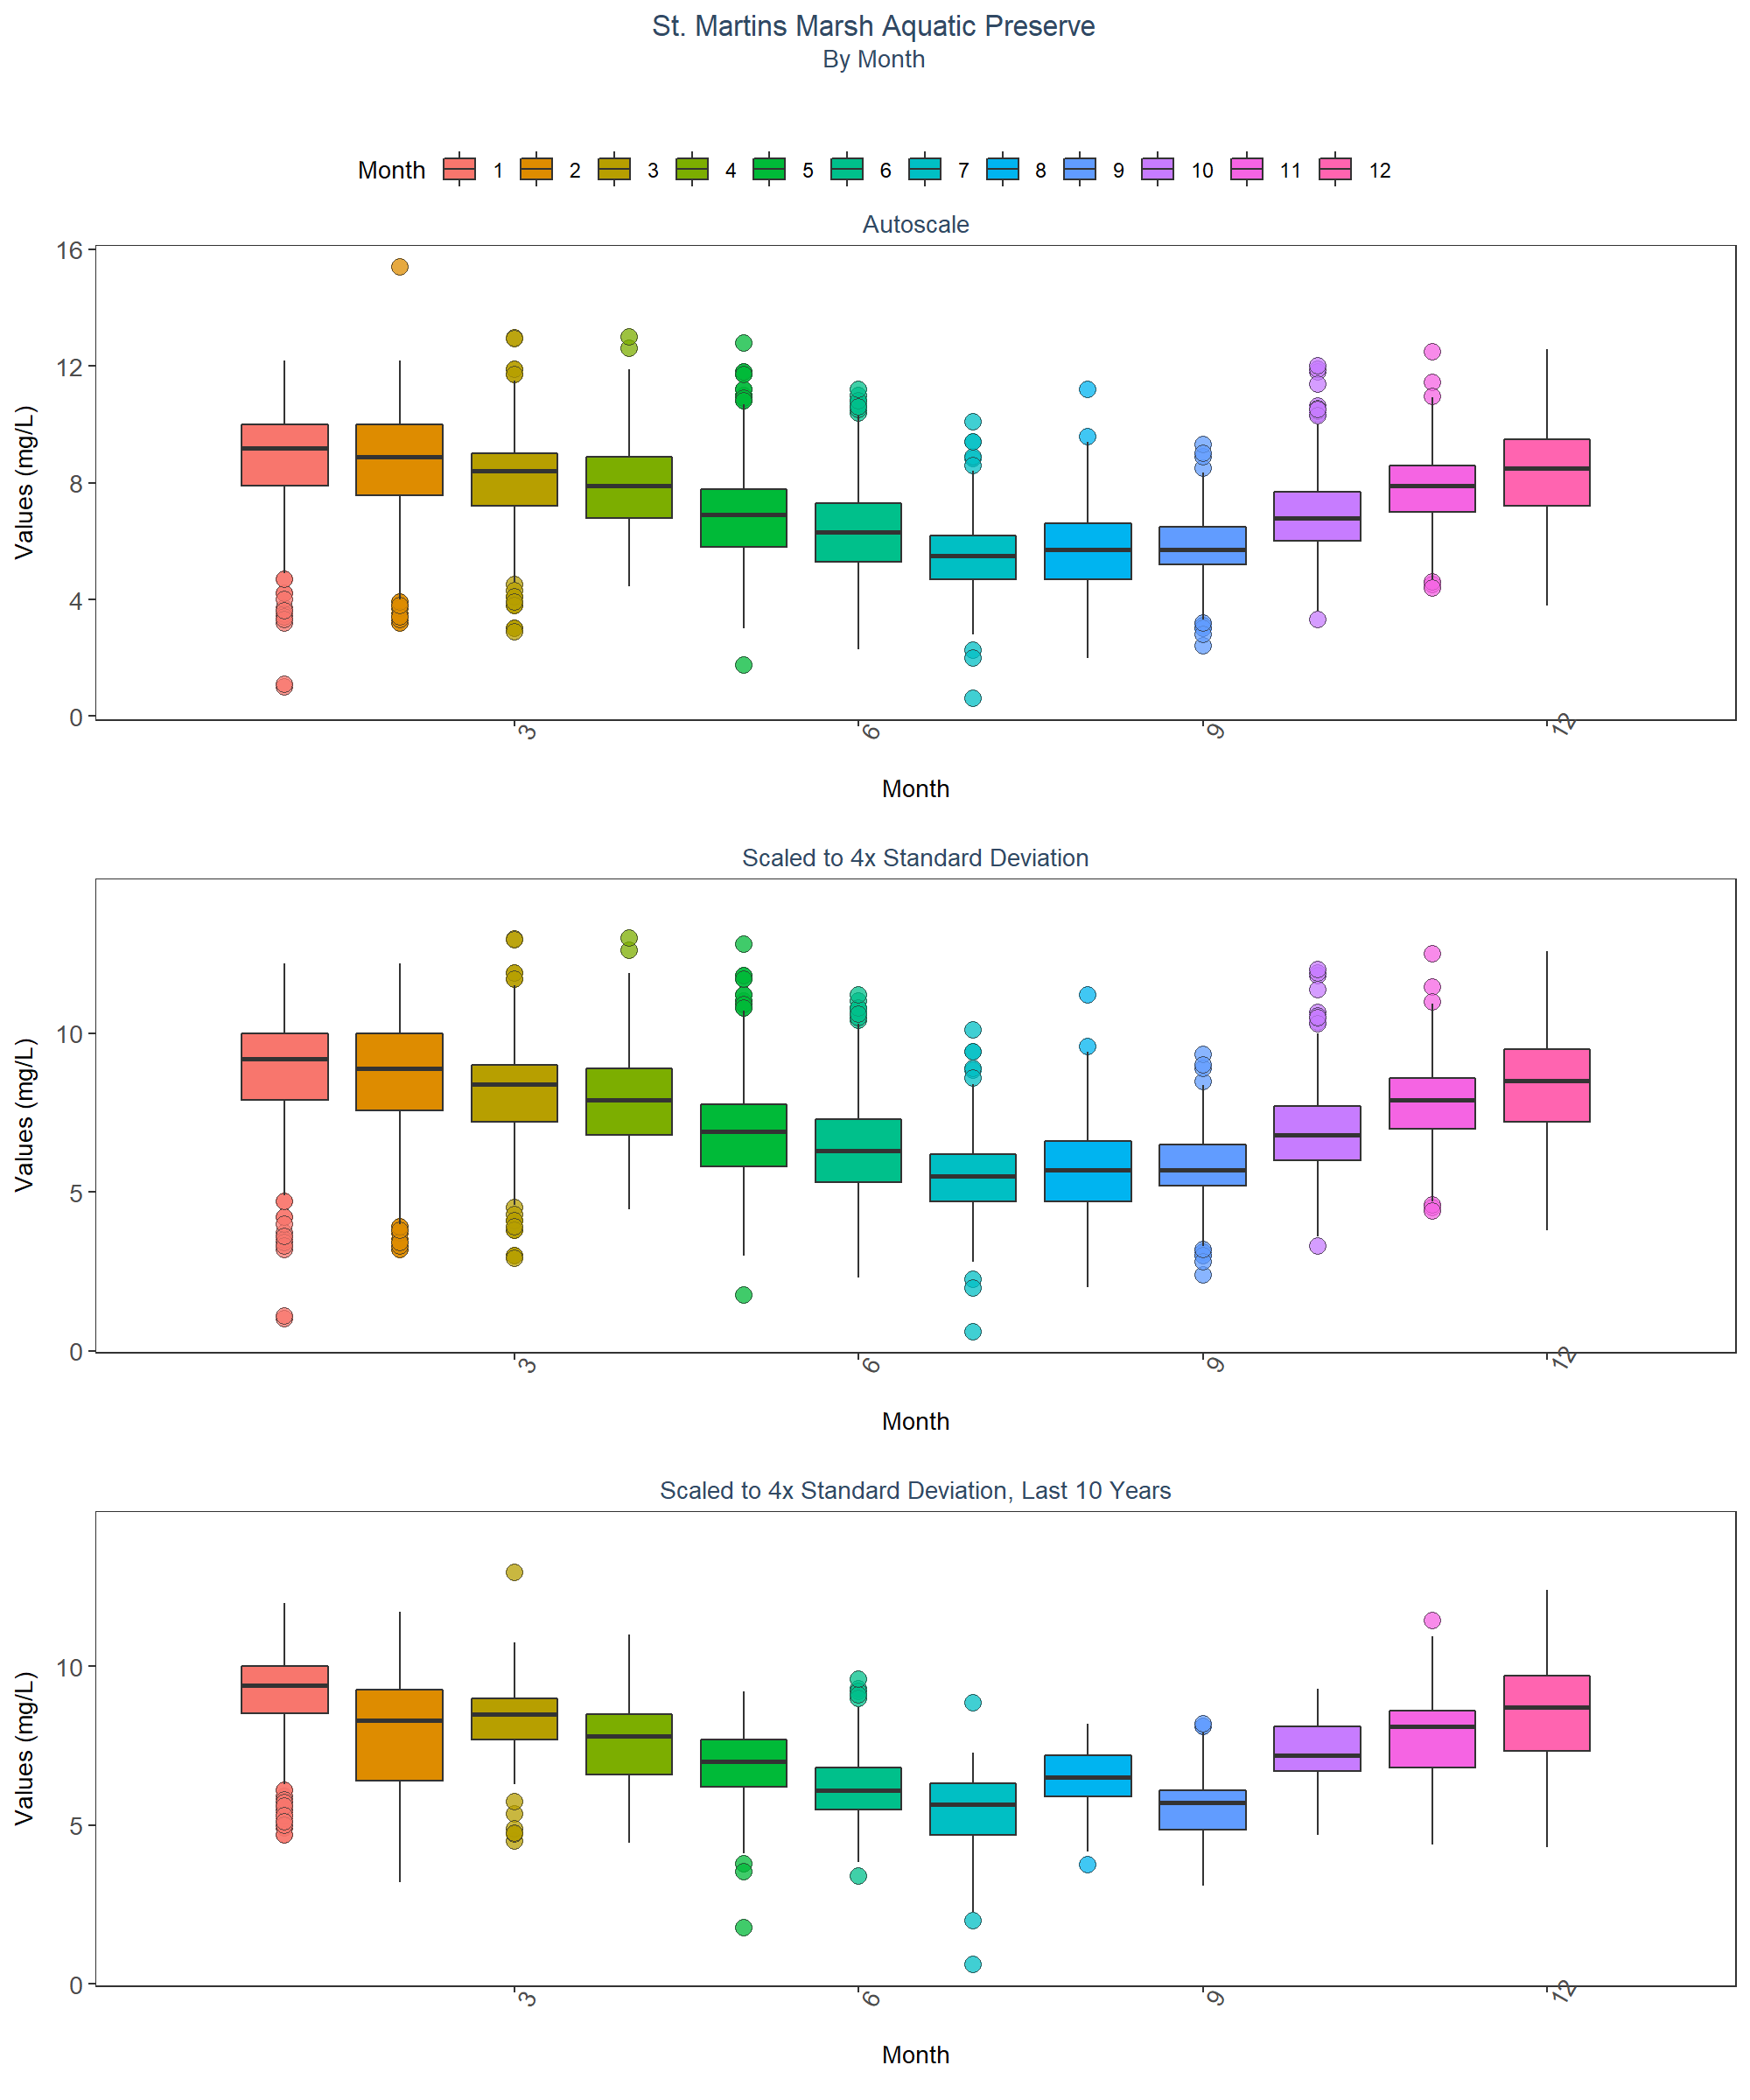 St. Martins Marsh Aquatic Preserve
By Month
Month 1 2 3 4 5 6 7 8 9 10 11 12
Autoscale
Values (mg/L)
16
12
8
4
0
3 6 9 12
Month
Scaled to 4x Standard Deviation
Values (mg/L)
10
5
0
3 6 9 12
Month
Scaled to 4x Standard Deviation, Last 10 Years
Values (mg/L)
10
5
0
3 6 9 12
Month